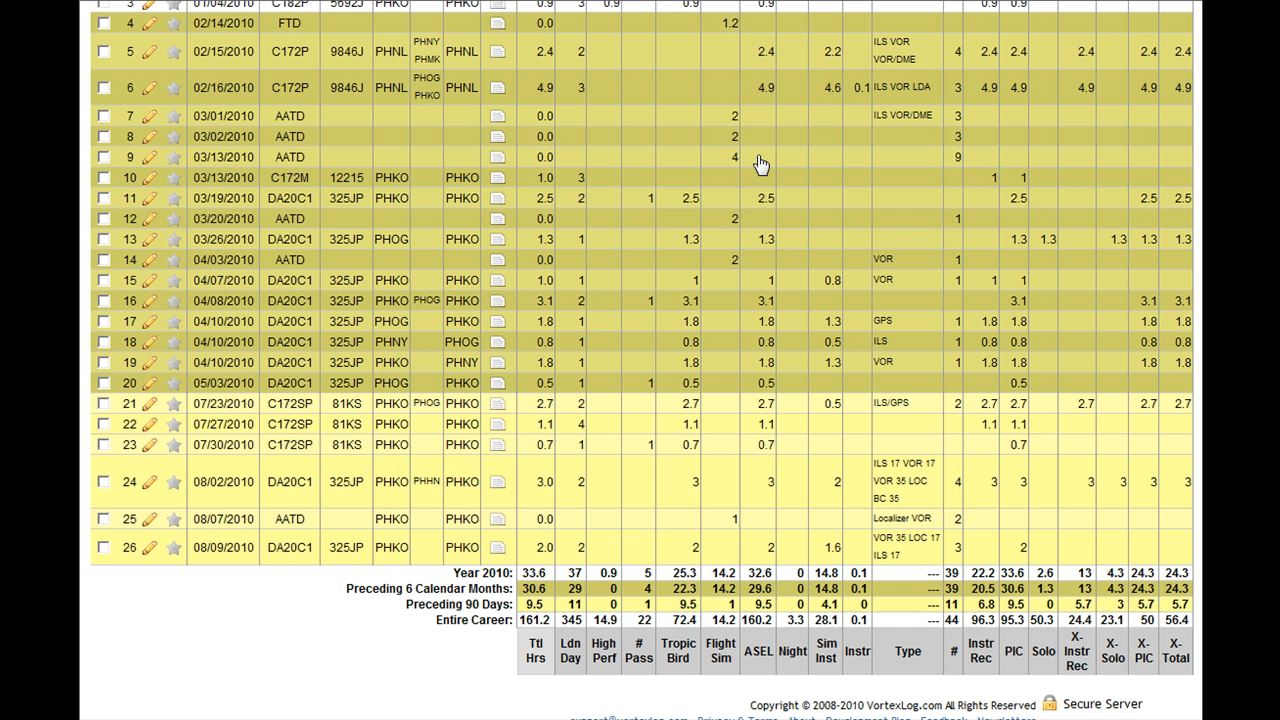 3 01/04/2010 C182P 5692J PHKO PHKO 0.9 3 0.9 0.9 0.9 0.9 0.9
4 02/14/2010 FTD 0.0 1.2
5 02/15/2010 C172P 9846J PHNL PHNY PHMK PHNL 2.4 2 2.4 2.2 ILS VOR VOR/DME 4 2.4 2.4 2.4 2.4 2.4
6 02/16/2010 C172P 9846J PHNL PHOG PHKO PHNL 4.9 3 4.9 4.6 0.1 ILS VOR LDA 3 4.9 4.9 4.9 4.9 4.9
7 03/01/2010 AATD 0.0 2 ILS VOR/DME 3
8 03/02/2010 AATD 0.0 2 3
9 03/13/2010 AATD 0.0 4 9
10 03/13/2010 C172M 12215 PHKO PHKO 1.0 3 1 1
11 03/19/2010 DA20C1 325JP PHKO PHKO 2.5 2 1 2.5 2.5 2.5 2.5 2.5
12 03/20/2010 AATD 0.0 2 1
13 03/26/2010 DA20C1 325JP PHOG PHKO 1.3 1 1.3 1.3 1.3 1.3 1.3 1.3 1.3
14 04/03/2010 AATD 0.0 2 VOR 1
15 04/07/2010 DA20C1 325JP PHKO PHKO 1.0 1 1 1 0.8 VOR 1 1 1
16 04/08/2010 DA20C1 325JP PHKO PHOG PHKO 3.1 2 1 3.1 3.1 3.1 3.1 3.1
17 04/10/2010 DA20C1 325JP PHOG PHKO 1.8 1 1.8 1.8 1.3 GPS 1 1.8 1.8 1.8 1.8
18 04/10/2010 DA20C1 325JP PHNY PHOG 0.8 1 0.8 0.8 0.5 ILS 1 0.8 0.8 0.8 0.8
19 04/10/2010 DA20C1 325JP PHKO PHNY 1.8 1 1.8 1.8 1.3 VOR 1 1.8 1.8 1.8 1.8
20 05/03/2010 DA20C1 325JP PHOG PHKO 0.5 1 1 0.5 0.5 0.5
21 07/23/2010 C172SP 81KS PHKO PHOG PHKO 2.7 2 2.7 2.7 0.5 ILS/GPS 2 2.7 2.7 2.7 2.7 2.7
22 07/27/2010 C172SP 81KS PHKO PHKO 1.1 4 1.1 1.1 1.1 1.1
23 07/30/2010 C172SP 81KS PHKO PHKO 0.7 1 1 0.7 0.7 0.7
24 08/02/2010 DA20C1 325JP PHKO PHHN PHKO 3.0 2 3 3 2 ILS 17 VOR 17 VOR 35 LOC BC 35 4 3 3 3 3 3 3
25 08/07/2010 AATD PHKO PHKO 0.0 1 Localizer VOR 2
26 08/09/2010 DA20C1 325JP PHKO PHKO 2.0 2 2 2 1.6 VOR 35 LOC 17 ILS 17 3 2
Year 2010: 33.6 37 0.9 5 25.3 14.2 32.6 0 14.8 0.1 --- 39 22.2 33.6 2.6 13 4.3 24.3 24.3
Preceding 6 Calendar Months: 30.6 29 0 4 22.3 14.2 29.6 0 14.8 0.1 --- 39 20.5 30.6 1.3 13 4.3 24.3 24.3
Preceding 90 Days: 9.5 11 0 1 9.5 1 9.5 0 4.1 0 --- 11 6.8 9.5 0 5.7 3 5.7 5.7
Entire Career: 161.2 345 14.9 22 72.4 14.2 160.2 3.3 28.1 0.1 --- 44 96.3 95.3 50.3 24.4 23.1 50 56.4
Ttl Hrs Ldn Day High Perf # Pass Tropic Bird Flight Sim ASEL Night Sim Inst Instr Type # Instr Rec PIC Solo X-Instr Rec X-Solo X-PIC X-Total
Copyright © 2008-2010 VortexLog.com All Rights Reserved Secure Server
support@vortexlog.com Privacy & Terms About Development Blog Feedback Newsletters